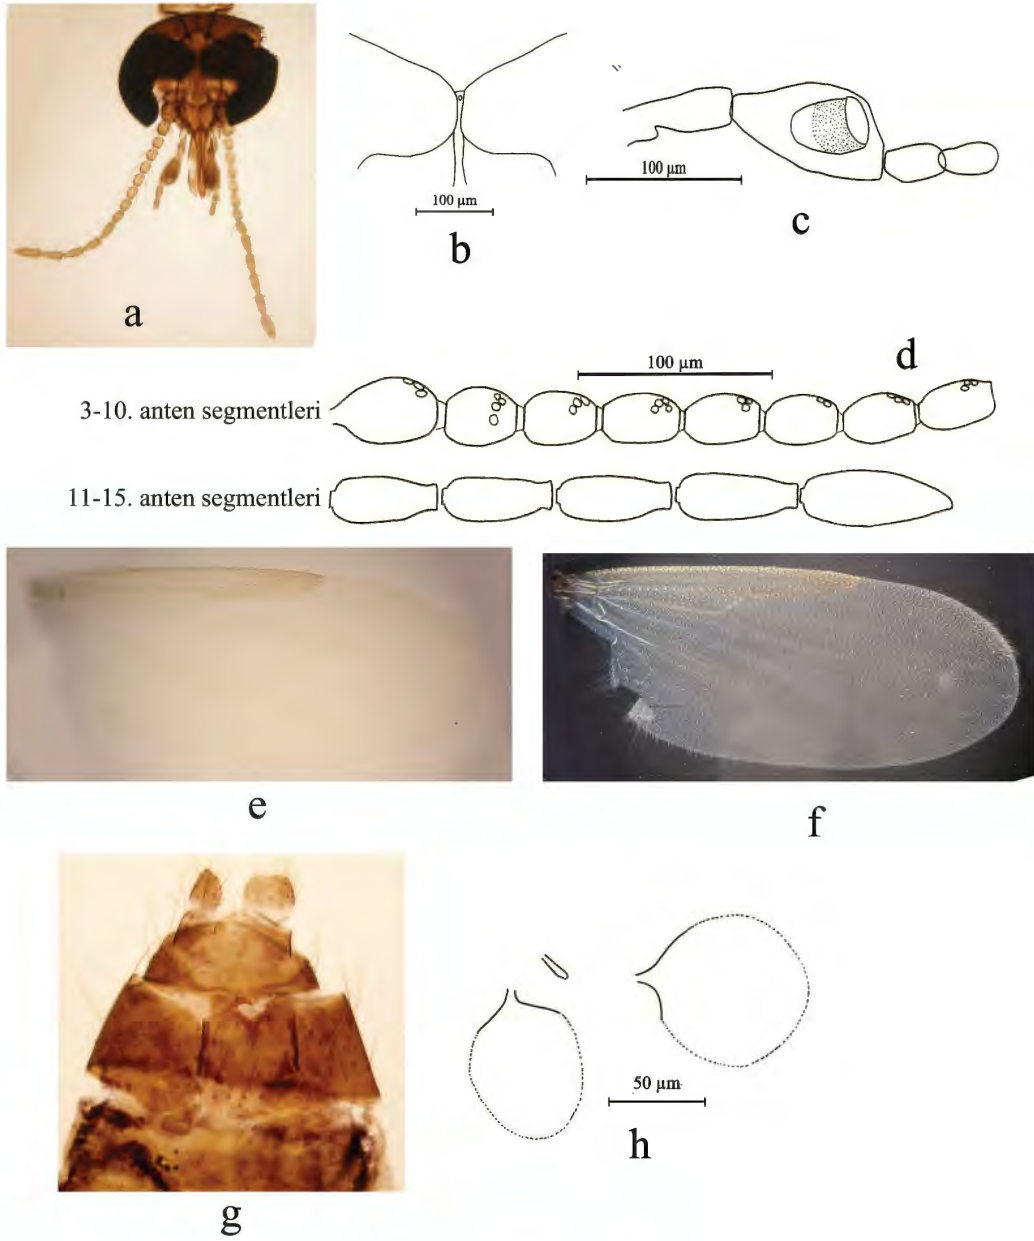 a
100 µm
b
100 µm
c
100 µm
d
3-10. anten segmentleri
11-15. anten segmentleri
e
f
50 µm
g
h